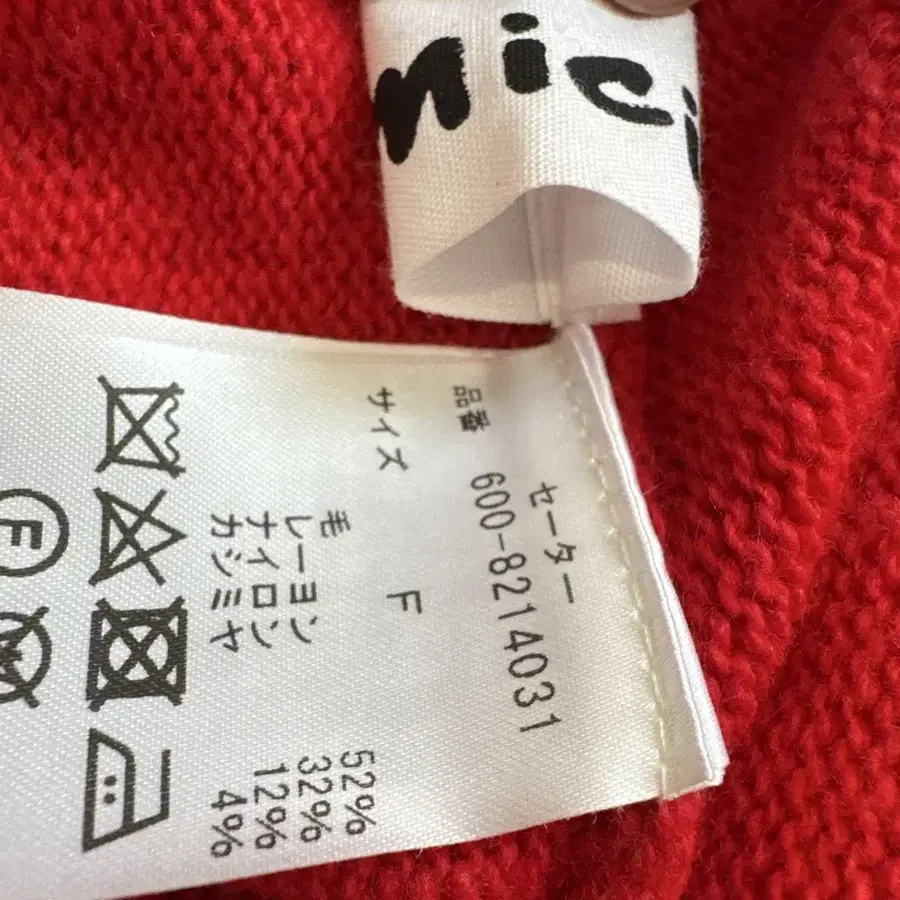 nici
セーター
品番 600-8214031
サイズ F
毛 52%
レーヨン 32%
ナイロン 12%
カシミヤ 4%
F
W